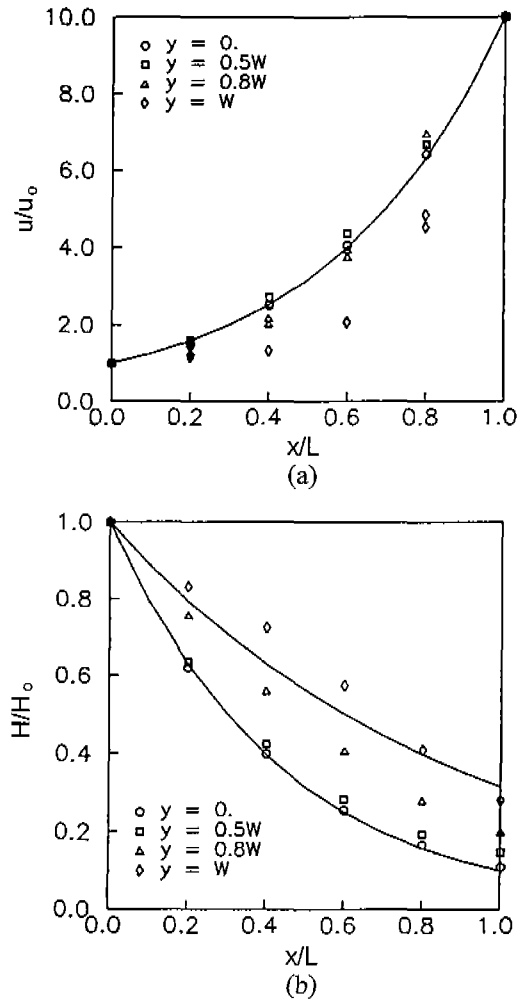 10.0
8.0
6.0
4.0
2.0
0.0
u/uo
y = 0.
y = 0.5W
y = 0.8W
y = W
0.0 0.2 0.4 0.6 0.8 1.0
x/L
(a)
1.0
0.8
0.6
0.4
0.2
0.0
H/Ho
y = 0.
y = 0.5W
y = 0.8W
y = W
0.0 0.2 0.4 0.6 0.8 1.0
x/L
(b)